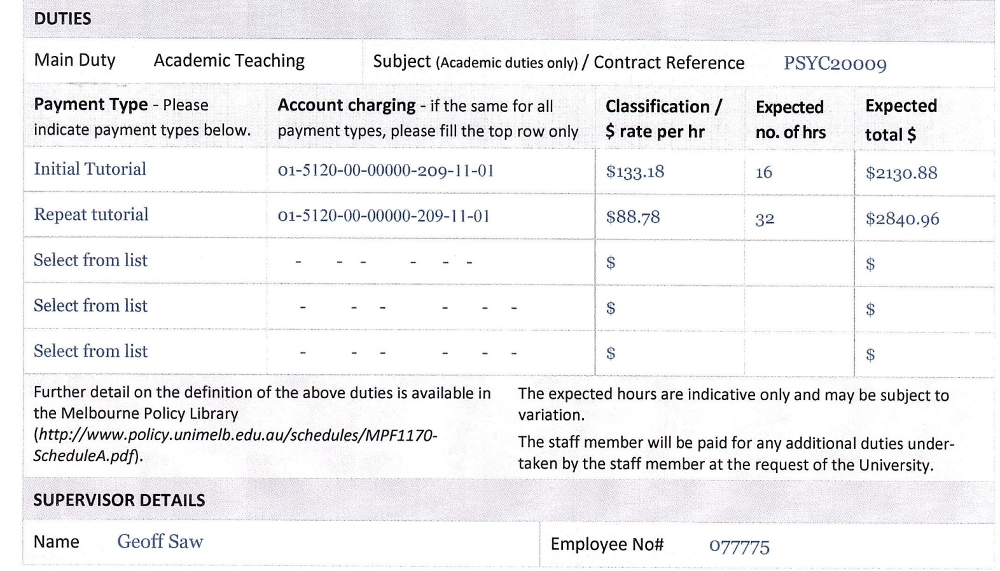 DUTIES
Main Duty Academic Teaching Subject (Academic duties only) / Contract Reference PSYC20009
Payment Type - Please indicate payment types below.
Account charging - if the same for all payment types, please fill the top row only
Classification / $ rate per hr
Expected no. of hrs
Expected total $
Initial Tutorial 01-5120-00-00000-209-11-01 $133.18 16 $2130.88
Repeat tutorial 01-5120-00-00000-209-11-01 $88.78 32 $2840.96
Select from list - - - - - - $ $
Select from list - - - - - - $ $
Select from list - - - - - - $ $
Further detail on the definition of the above duties is available in
the Melbourne Policy Library
(http://www.policy.unimelb.edu.au/schedules/MPF1170-
ScheduleA.pdf).
The expected hours are indicative only and may be subject to
variation.
The staff member will be paid for any additional duties under-
taken by the staff member at the request of the University.
SUPERVISOR DETAILS
Name Geoff Saw Employee No# 077775